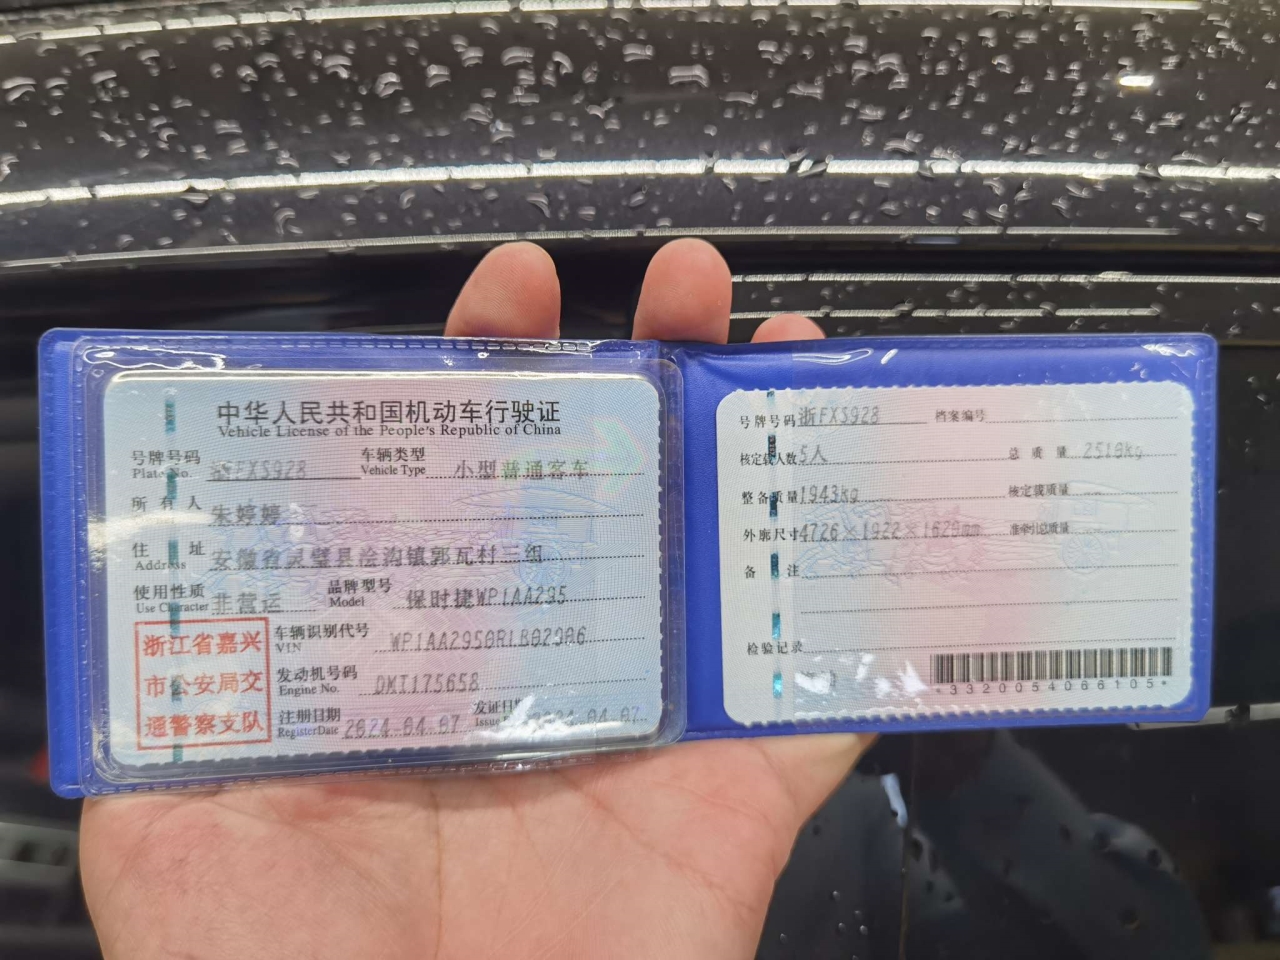 中华人民共和国机动车行驶证
Vehicle License of the People's Republic of China
号牌号码 Plate No. 浙FXS928 车辆类型 Vehicle Type 小型普通客车
所有人 朱婷婷
住址 Address 安徽省灵璧县浍沟镇郭瓦村三组
使用性质 Use Character 非营运 品牌型号 Model 保时捷WP1AA295
浙江省嘉兴
市公安局交
通警察支队
车辆识别代号 VIN WP1AA2950RLB02986
发动机号码 Engine No. DMT175658
注册日期 Register Date 2024-04-07 发证日期 Issue 2024-04-07
号牌号码 浙FXS928 档案编号
核定载人数 5人 总质量 2518kg
整备质量 1943kg 核定载质量
外廓尺寸 4726×1922×1629mm 准牵引总质量
备注
检验记录
*3320054066105*